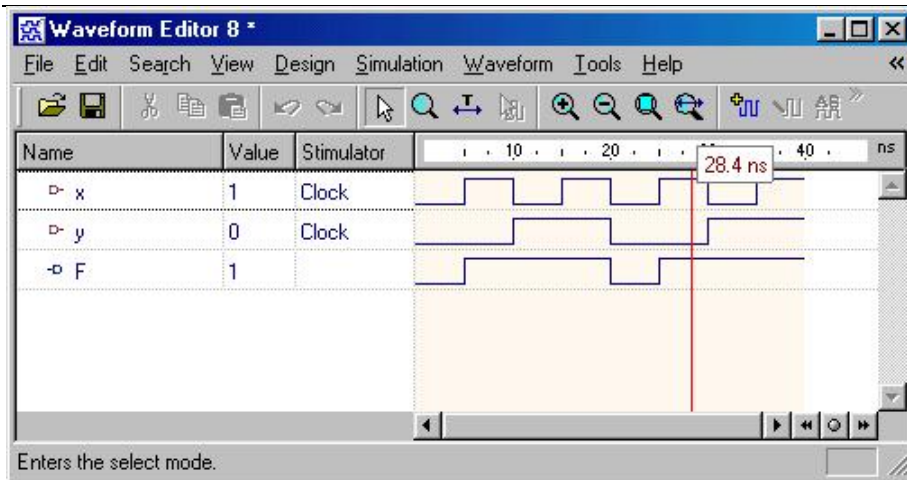 Waveform Editor 8 *
File Edit Search View Design Simulation Waveform Tools Help
Name Value Stimulator 10 20 40 ns
28.4 ns
x 1 Clock
y 0 Clock
F 1
Enters the select mode.